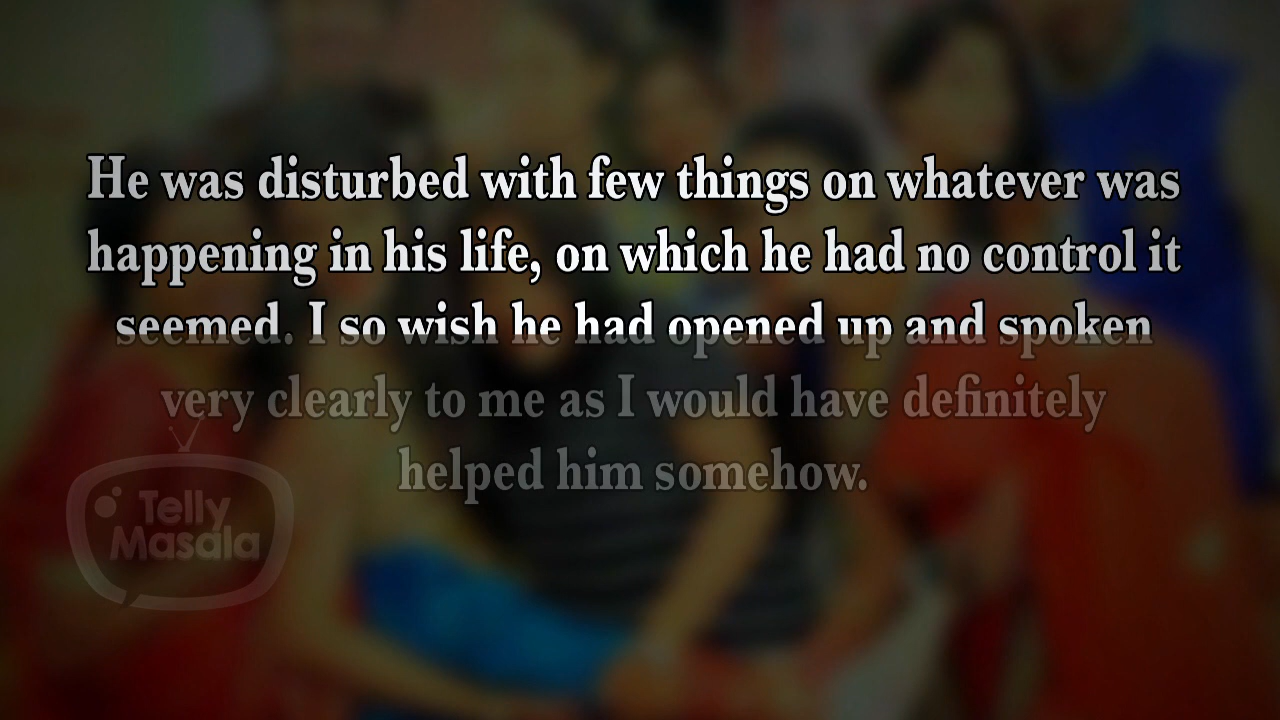 He was disturbed with few things on whatever was
happening in his life, on which he had no control it
seemed. I so wish he had opened up and spoken
very clearly to me as I would have definitely
helped him somehow.
Telly
Masala